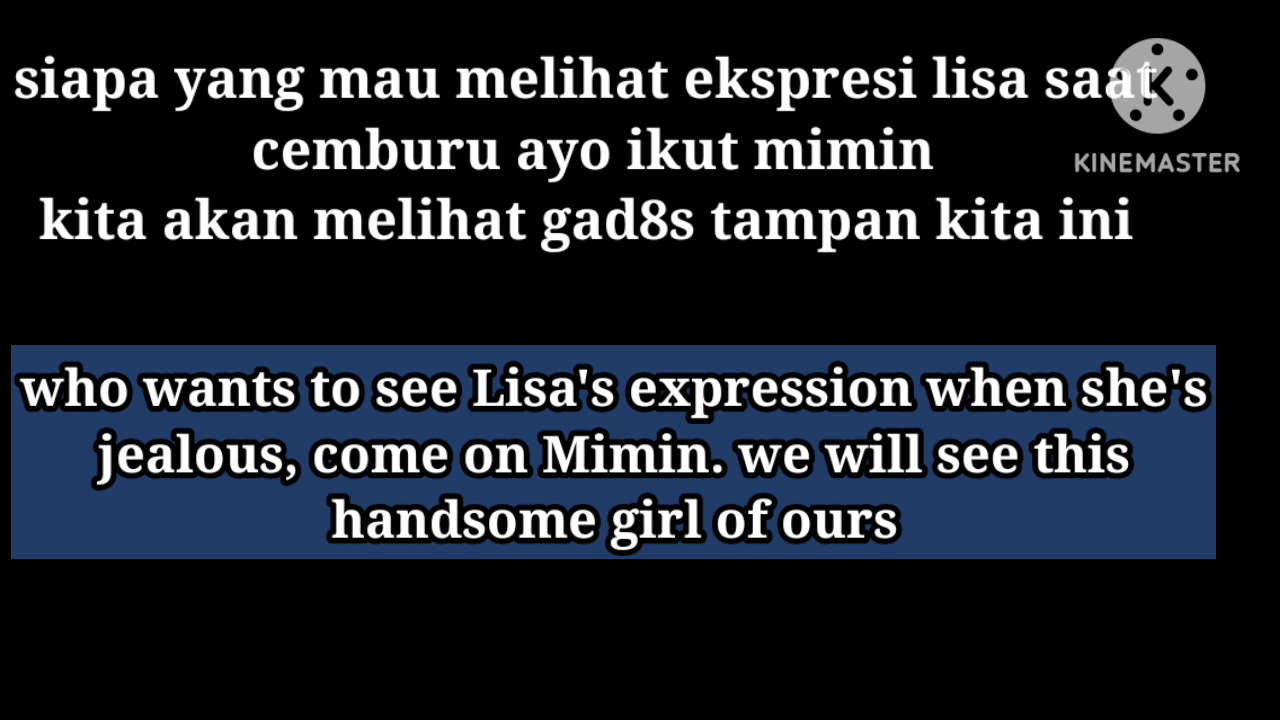 siapa yang mau melihat ekspresi lisa saat
cemburu ayo ikut mimin
kita akan melihat gad8s tampan kita ini
KINEMASTER
who wants to see Lisa's expression when she's
jealous, come on Mimin. we will see this
handsome girl of ours